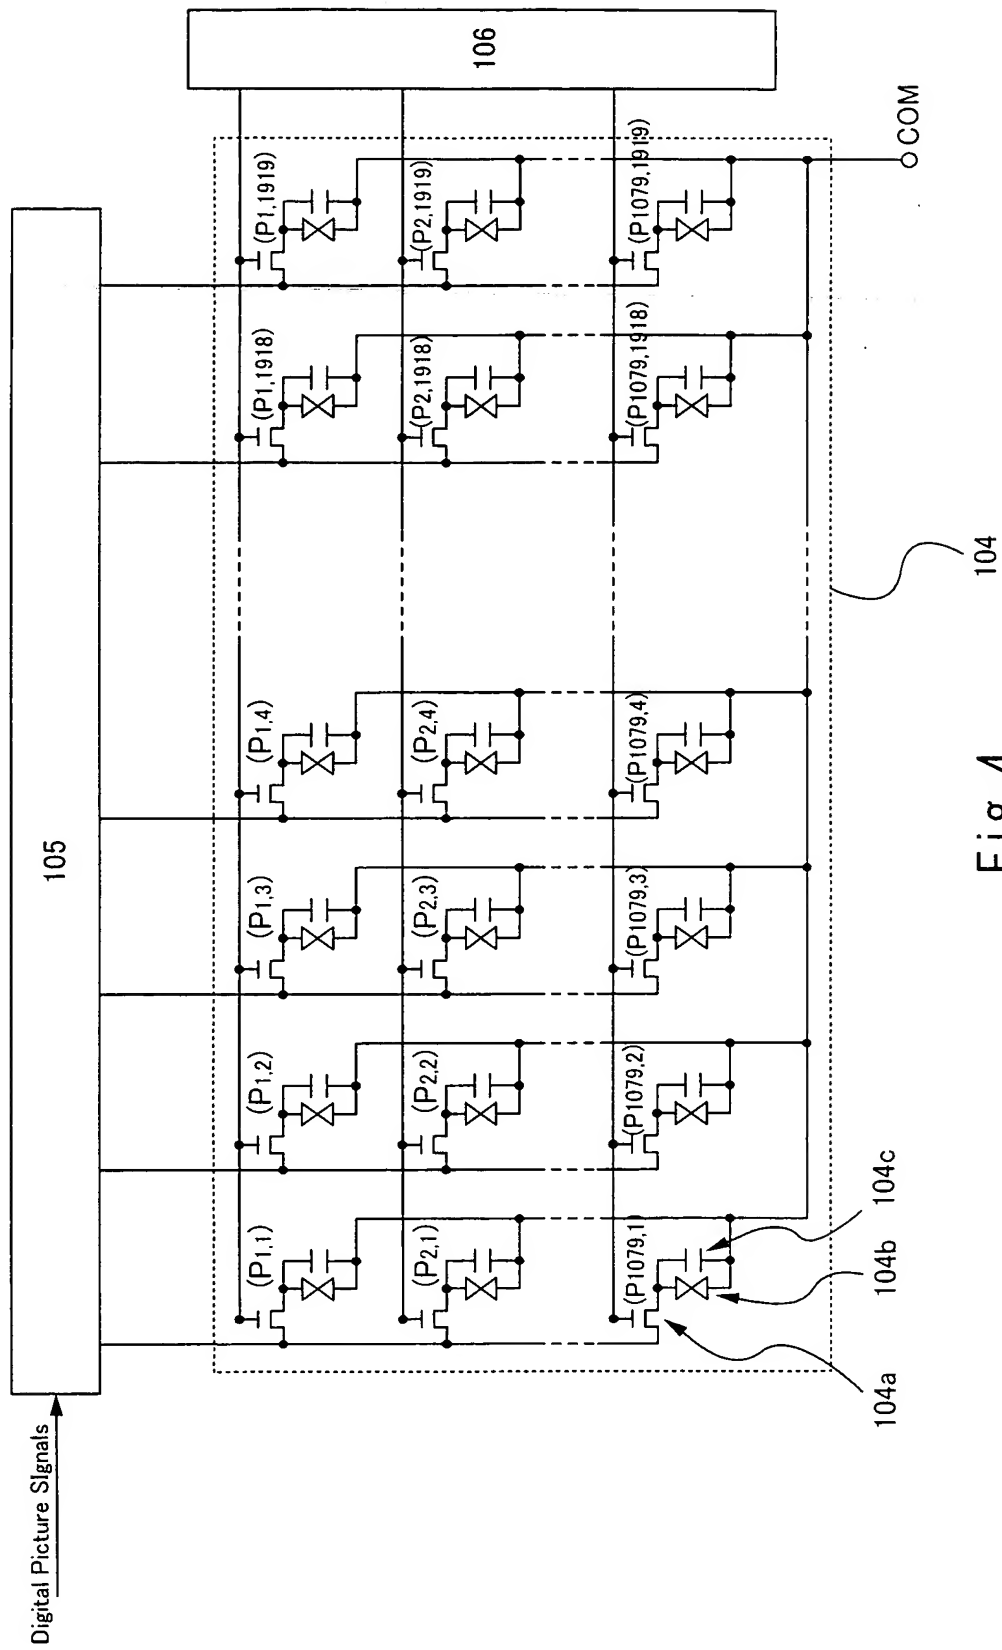 Digital Picture SIgnals
105
106
(P1,1)
(P1,2)
(P1,3)
(P1,4)
(P1,1918)
(P1,1919)
(P2,1)
(P2,2)
(P2,3)
(P2,4)
(P2,1918)
(P2,1919)
(P1079,1)
(P1079,2)
(P1079,3)
(P1079,4)
(P1079,1918)
(P1079,1919)
COM
104a
104b
104c
104
Fig. 4